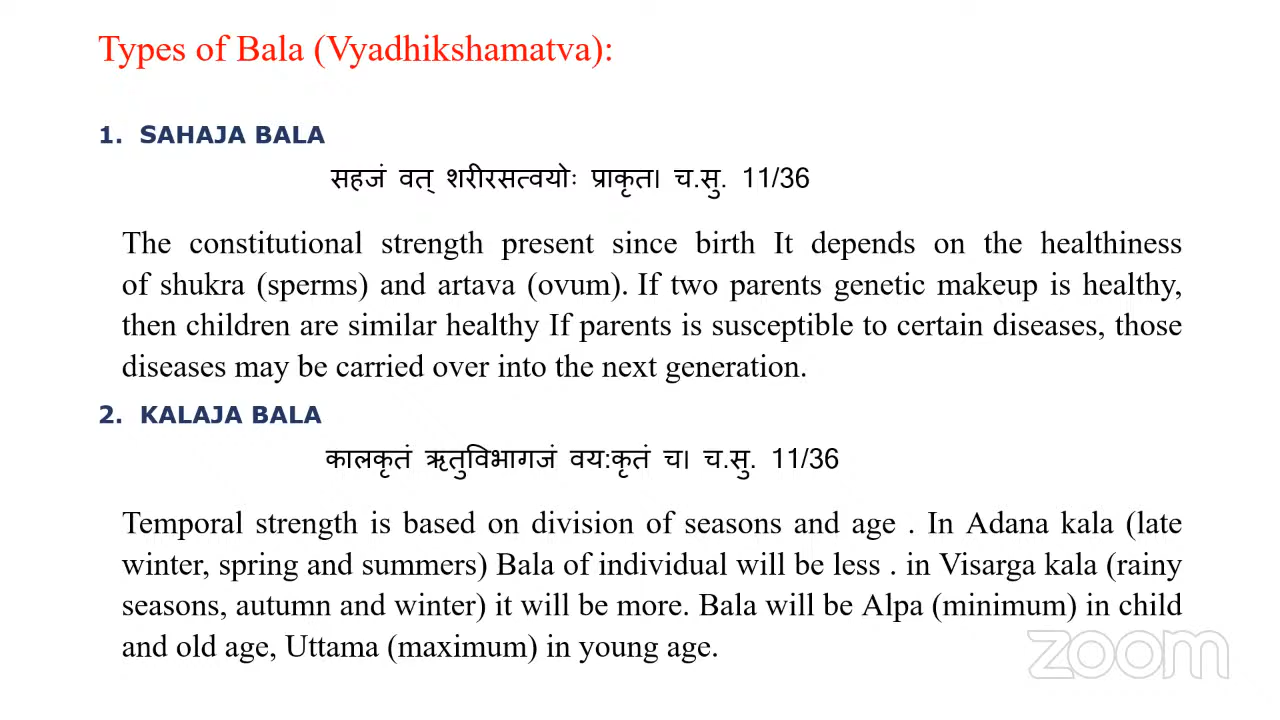 Types of Bala (Vyadhikshamatva):
1. SAHAJA BALA
सहजं वत् शरीरसत्वयोः प्राकृत। च.सु. 11/36
The constitutional strength present since birth It depends on the healthiness
of shukra (sperms) and artava (ovum). If two parents genetic makeup is healthy,
then children are similar healthy If parents is susceptible to certain diseases, those
diseases may be carried over into the next generation.
2. KALAJA BALA
कालकृतं ऋतुविभागजं वय:कृतं च। च.सु. 11/36
Temporal strength is based on division of seasons and age . In Adana kala (late
winter, spring and summers) Bala of individual will be less . in Visarga kala (rainy
seasons, autumn and winter) it will be more. Bala will be Alpa (minimum) in child
and old age, Uttama (maximum) in young age.
zoom